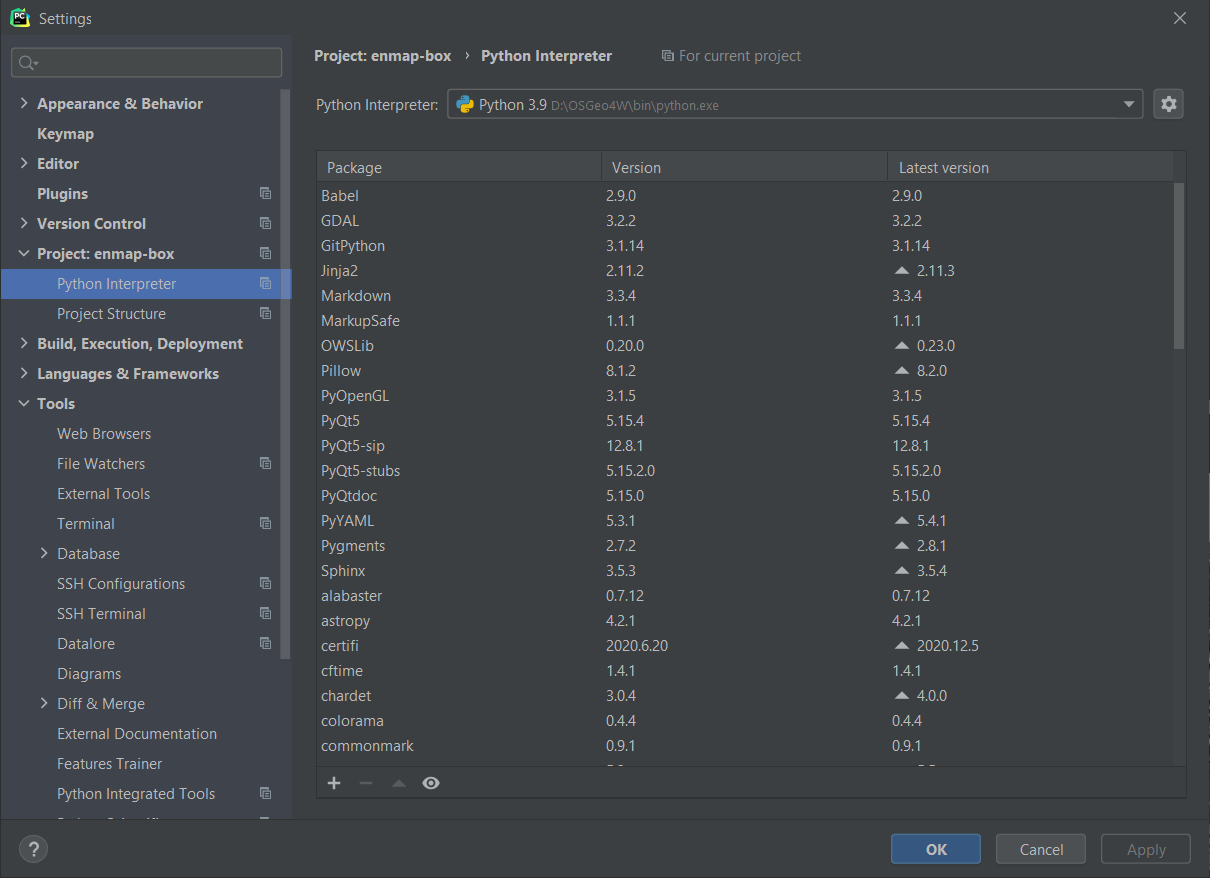 Settings
Appearance & Behavior
Keymap
Editor
Plugins
Version Control
Project: enmap-box
Python Interpreter
Project Structure
Build, Execution, Deployment
Languages & Frameworks
Tools
Web Browsers
File Watchers
External Tools
Terminal
Database
SSH Configurations
SSH Terminal
Datalore
Diagrams
Diff & Merge
External Documentation
Features Trainer
Python Integrated Tools
Project: enmap-box › Python Interpreter For current project
Python Interpreter: Python 3.9 D:\OSGeo4W\bin\python.exe
Package Version Latest version
Babel 2.9.0 2.9.0
GDAL 3.2.2 3.2.2
GitPython 3.1.14 3.1.14
Jinja2 2.11.2 2.11.3
Markdown 3.3.4 3.3.4
MarkupSafe 1.1.1 1.1.1
OWSLib 0.20.0 0.23.0
Pillow 8.1.2 8.2.0
PyOpenGL 3.1.5 3.1.5
PyQt5 5.15.4 5.15.4
PyQt5-sip 12.8.1 12.8.1
PyQt5-stubs 5.15.2.0 5.15.2.0
PyQtdoc 5.15.0 5.15.0
PyYAML 5.3.1 5.4.1
Pygments 2.7.2 2.8.1
Sphinx 3.5.3 3.5.4
alabaster 0.7.12 0.7.12
astropy 4.2.1 4.2.1
certifi 2020.6.20 2020.12.5
cftime 1.4.1 1.4.1
chardet 3.0.4 4.0.0
colorama 0.4.4 0.4.4
commonmark 0.9.1 0.9.1
? OK Cancel Apply